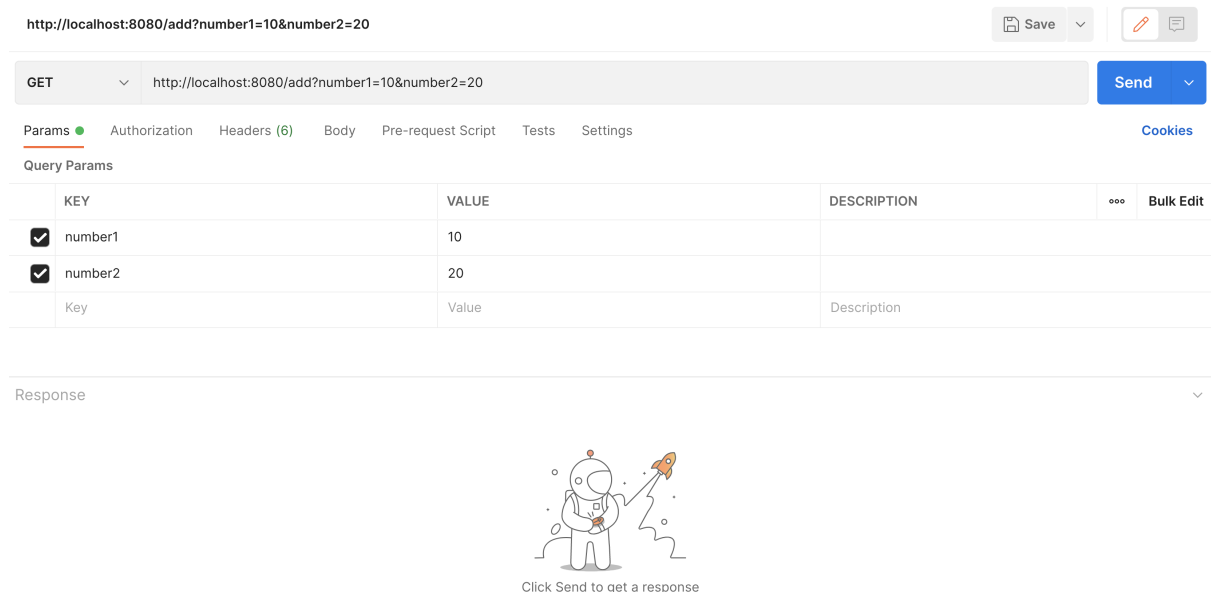 http://localhost:8080/add?number1=10&number2=20
Save
GET
http://localhost:8080/add?number1=10&number2=20
Send
Params Authorization Headers (6) Body Pre-request Script Tests Settings Cookies
Query Params
KEY VALUE DESCRIPTION ooo Bulk Edit
number1 10
number2 20
Key Value Description
Response
Click Send to get a response